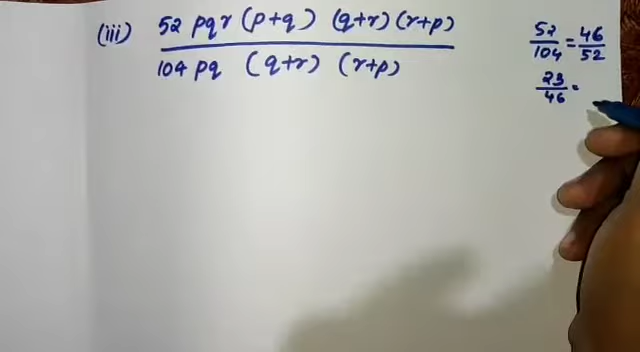 (iii) 52 pqr (p+q) (q+r) (r+p)
104 pq (q+r) (r+p)
52/104 = 46/52
23/46 =